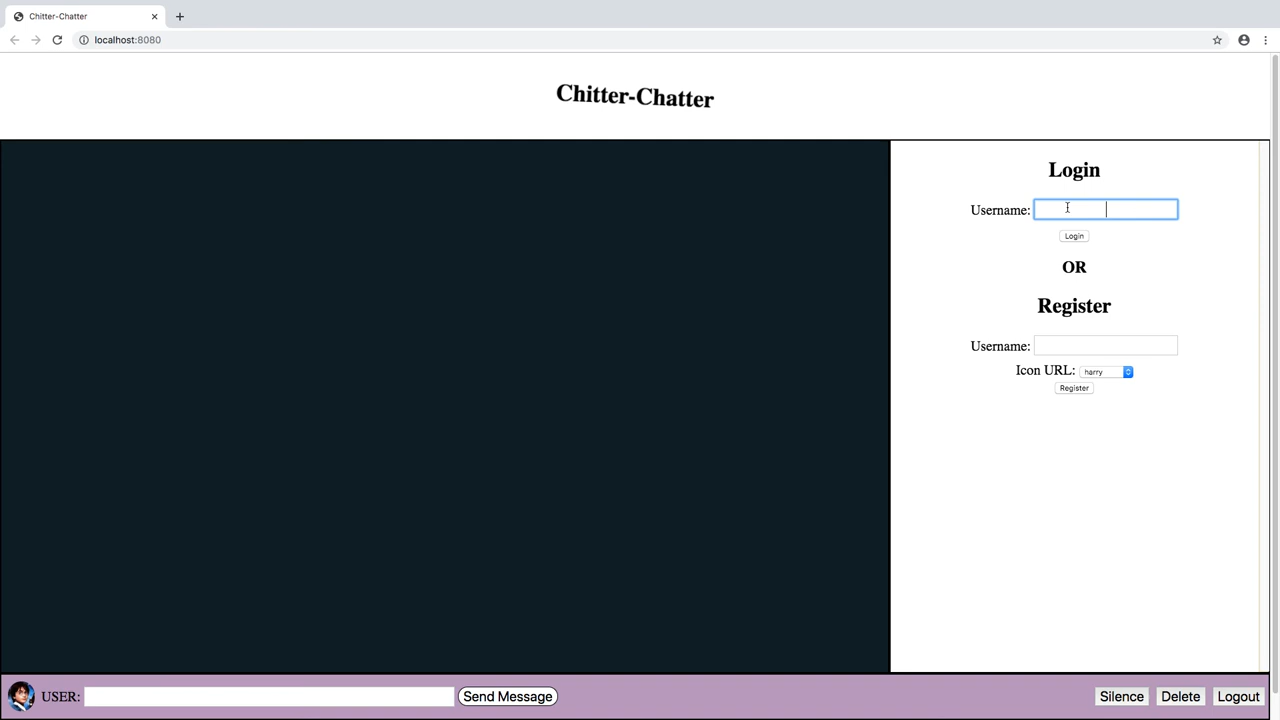 Chitter-Chatter
localhost:8080
Chitter-Chatter
Login
Username:
Login
OR
Register
Username:
Icon URL: harry
Register
USER: Send Message Silence Delete Logout